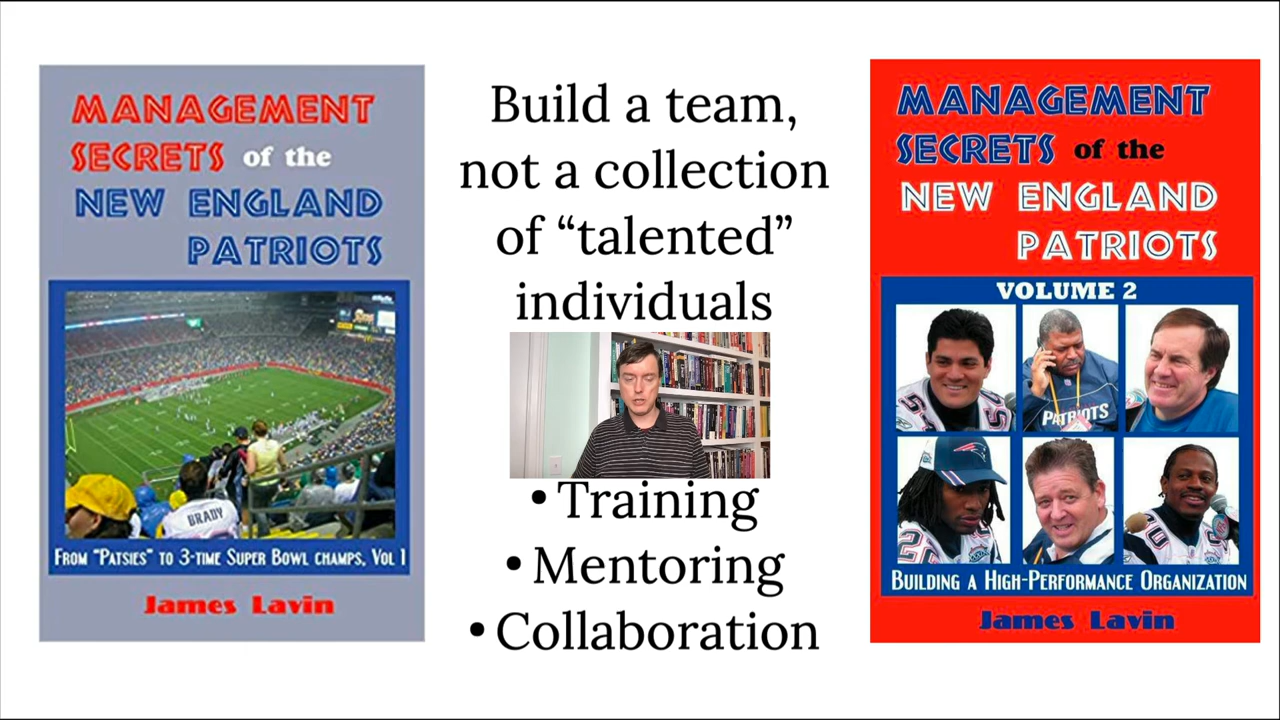 MANAGEMENT
SECRETS of the
NEW ENGLAND
PATRIOTS
BRADY
FROM "PATSIES" TO 3-TIME SUPER BOWL CHAMPS, VOL 1
James Lavin
Build a team,
not a collection
of “talented”
individuals
• Training
• Mentoring
• Collaboration
MANAGEMENT
SECRETS of the
NEW ENGLAND
PATRIOTS
VOLUME 2
PATRIOTS
BUILDING A HIGH-PERFORMANCE ORGANIZATION
James Lavin